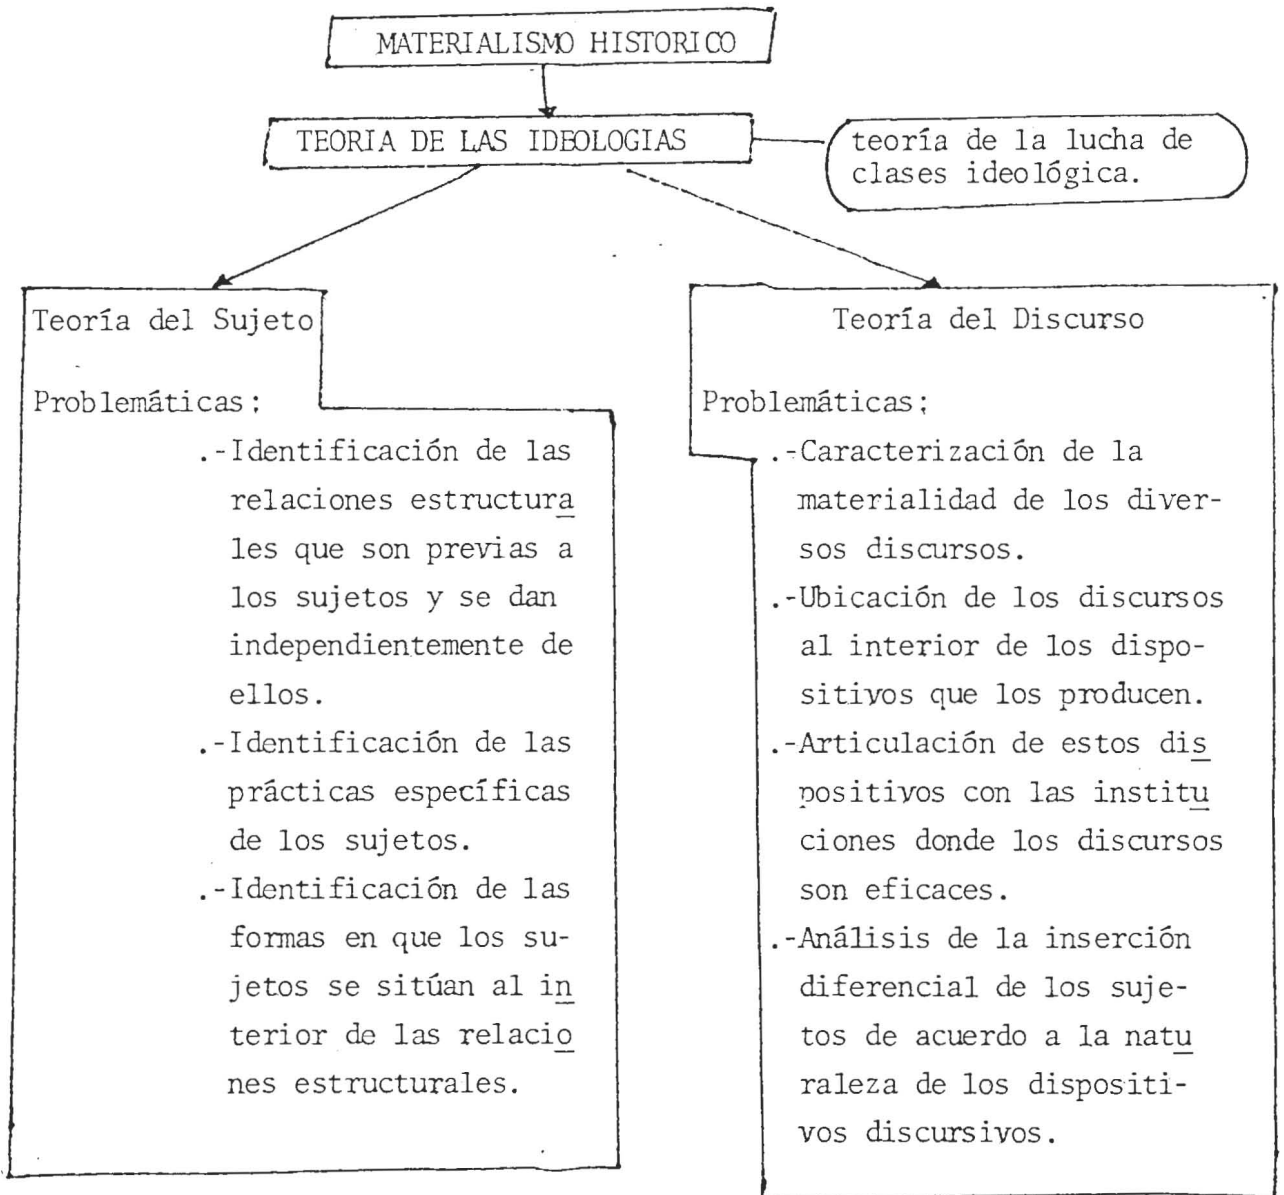 MATERIALISMO HISTORICO
TEORIA DE LAS IDEOLOGIAS
teoría de la lucha de
clases ideológica.
Teoría del Sujeto
Problemáticas:
.-Identificación de las
relaciones estructura
les que son previas a
los sujetos y se dan
independientemente de
ellos.
.-Identificación de las
prácticas específicas
de los sujetos.
.-Identificación de las
formas en que los su-
jetos se sitúan al in
terior de las relacio
nes estructurales.
Teoría del Discurso
Problemáticas:
.-Caracterización de la
materialidad de los diver-
sos discursos.
.-Ubicación de los discursos
al interior de los dispo-
sitivos que los producen.
.-Articulación de estos dis
positivos con las institu
ciones donde los discursos
son eficaces.
.-Análisis de la inserción
diferencial de los suje-
tos de acuerdo a la natu
raleza de los dispositi-
vos discursivos.